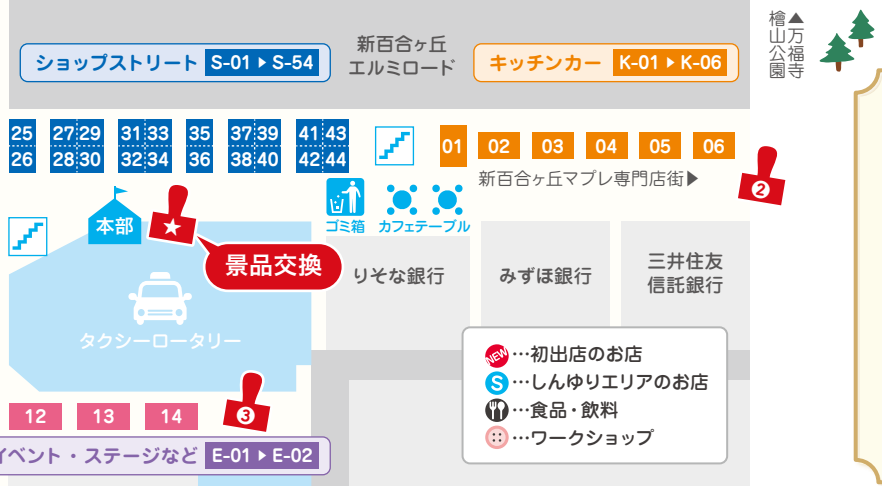 新百合ヶ丘
エルミロード
ショップストリート S-01 ▶ S-54
キッチンカー K-01 ▶ K-06
▲万福寺
檜山公園
25 27 29 31 33 35 37 39 41 43
26 28 30 32 34 36 38 40 42 44
01 02 03 04 05 06
新百合ヶ丘マプレ専門店街▶
❷
本部
★
ゴミ箱 カフェテーブル
景品交換
りそな銀行
みずほ銀行
三井住友
信託銀行
タクシーロータリー
NEW…初出店のお店
S…しんゆりエリアのお店
…食品・飲料
…ワークショップ
12 13 14
❸
イベント・ステージなど E-01 ▶ E-02